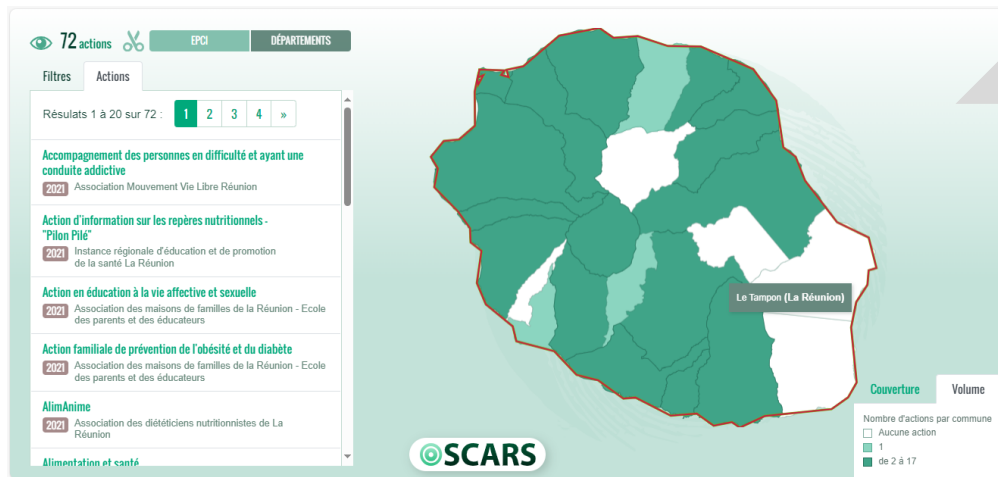 72 actions
EPCI
DÉPARTEMENTS
Filtres
Actions
Résulats 1 à 20 sur 72 :
1 2 3 4 »
Accompagnement des personnes en difficulté et ayant une
conduite addictive
2021 Association Mouvement Vie Libre Réunion
Action d'information sur les repères nutritionnels -
"Pilon Pilé"
2021 Instance régionale d'éducation et de promotion
de la santé La Réunion
Action en éducation à la vie affective et sexuelle
2021 Association des maisons de familles de la Réunion - Ecole
des parents et des éducateurs
Action familiale de prévention de l'obésité et du diabète
2021 Association des maisons de familles de la Réunion - Ecole
des parents et des éducateurs
AlimAnime
2021 Association des diététiciens nutritionnistes de La
Réunion
Alimentation et santé
Le Tampon (La Réunion)
OSCARS
Couverture
Volume
Nombre d'actions par commune
Aucune action
1
de 2 à 17